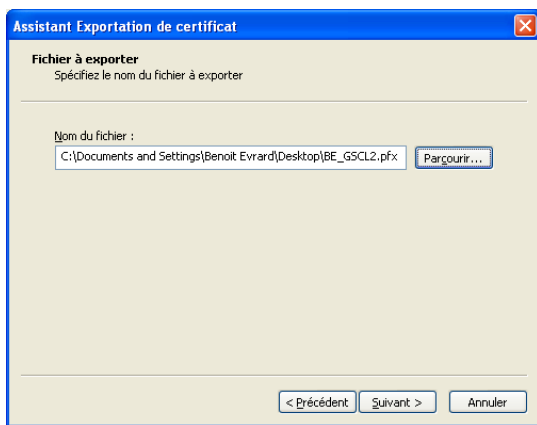 Assistant Exportation de certificat
Fichier à exporter
Spécifiez le nom du fichier à exporter
Nom du fichier :
C:\Documents and Settings\Benoit Evrard\Desktop\BE_GSCL2.pfx
Parcourir...
< Précédent
Suivant >
Annuler